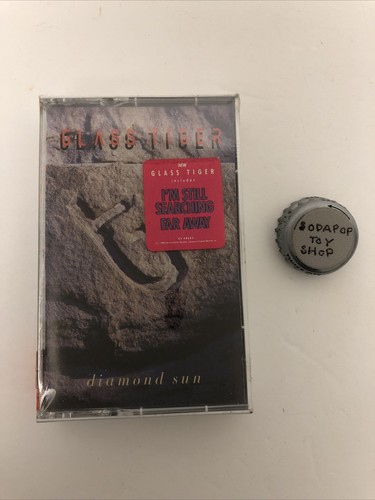 GLASS TIGER
NEW
GLASS TIGER
includes
I'M STILL
SEARCHING
FAR AWAY
diamond sun
SODAPOP
TOY
SHOP